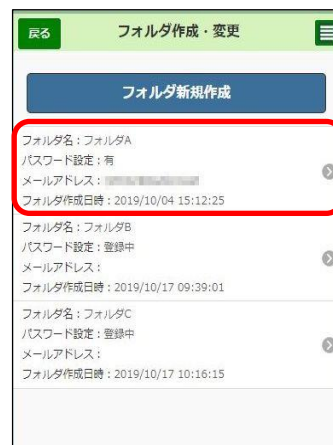 戻る
フォルダ作成・変更
フォルダ新規作成
フォルダ名：フォルダA
パスワード設定：有
メールアドレス：
フォルダ作成日時：2019/10/04 15:12:25
フォルダ名：フォルダB
パスワード設定：登録中
メールアドレス：
フォルダ作成日時：2019/10/17 09:39:01
フォルダ名：フォルダC
パスワード設定：登録中
メールアドレス：
フォルダ作成日時：2019/10/17 10:16:15